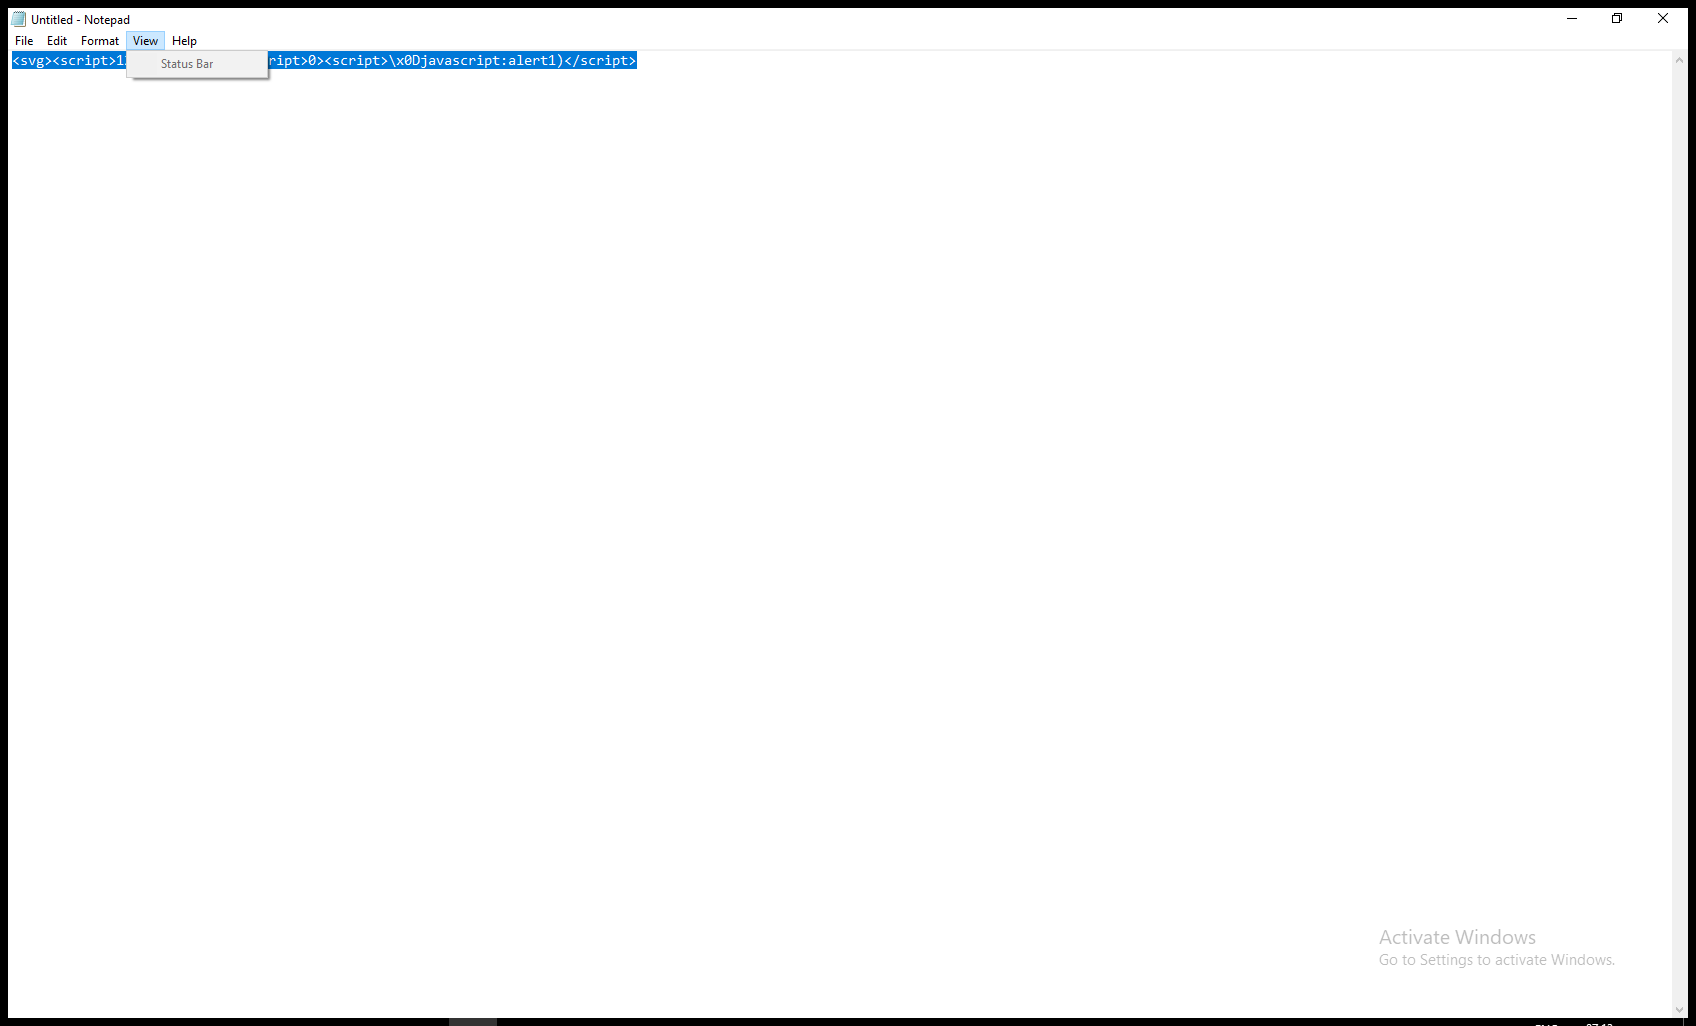 Untitled - Notepad
File Edit Format View Help
<svg><script>1 ript>0><script>\x0Djavascript:alert1)</script>
Status Bar
Activate Windows
Go to Settings to activate Windows.